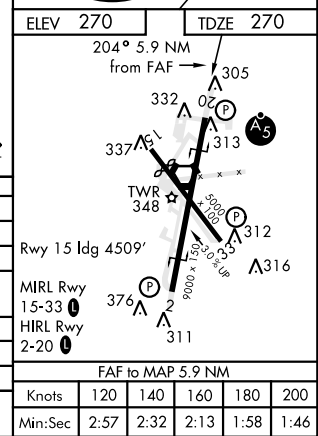 ELEV 270
TDZE 270
204° 5.9 NM
from FAF
305
332
20
P
A5
313
337
15
x x x
TWR
348
5000
x 100
P
312
33
Rwy 15 ldg 4509'
3.0% UP
316
9000 x 150
MIRL Rwy
15-33 L
P
376
HIRL Rwy
2-20 L
2
311
FAF to MAP 5.9 NM
Knots 120 140 160 180 200
Min:Sec 2:57 2:32 2:13 1:58 1:46